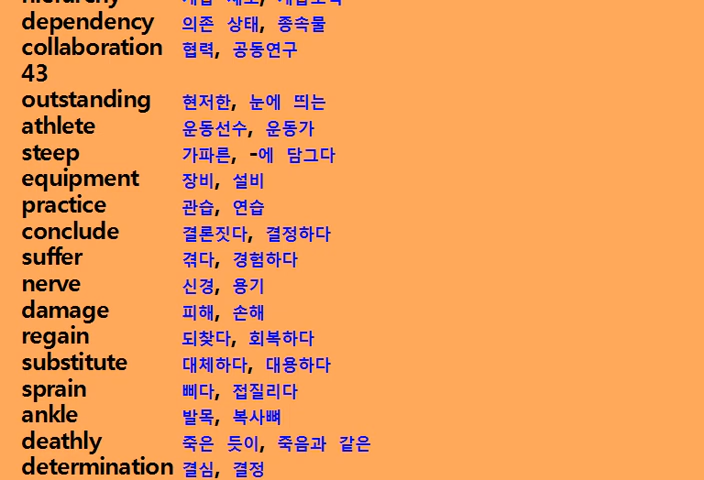 hierarchy
dependency 의존 상태, 종속물
collaboration 협력, 공동연구
43
outstanding 현저한, 눈에 띄는
athlete 운동선수, 운동가
steep 가파른, -에 담그다
equipment 장비, 설비
practice 관습, 연습
conclude 결론짓다, 결정하다
suffer 겪다, 경험하다
nerve 신경, 용기
damage 피해, 손해
regain 되찾다, 회복하다
substitute 대체하다, 대용하다
sprain 삐다, 접질리다
ankle 발목, 복사뼈
deathly 죽은 듯이, 죽음과 같은
determination 결심, 결정